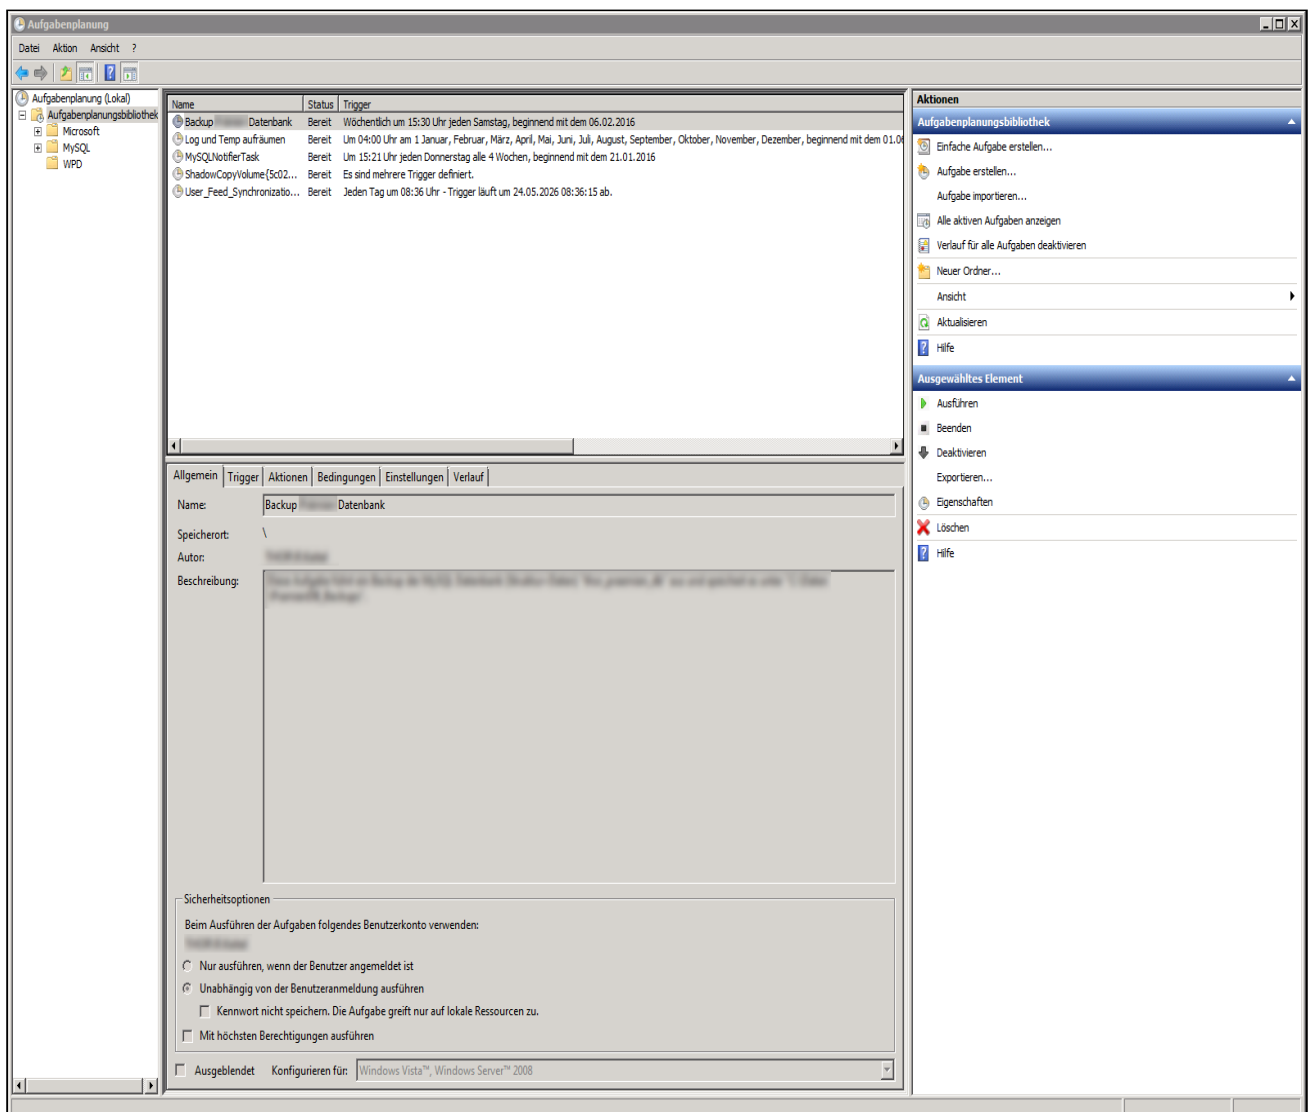 Aufgabenplanung
Datei Aktion Ansicht ?
Aufgabenplanung (Lokal)
Aufgabenplanungsbibliothek
Microsoft
MySQL
WPD
Name Status Trigger
Backup Datenbank Bereit Wöchentlich um 15:30 Uhr jeden Samstag, beginnend mit dem 06.02.2016
Log und Temp aufräumen Bereit Um 04:00 Uhr am 1 Januar, Februar, März, April, Mai, Juni, Juli, August, September, Oktober, November, Dezember, beginnend mit dem 01.0
MySQLNotifierTask Bereit Um 15:21 Uhr jeden Donnerstag alle 4 Wochen, beginnend mit dem 21.01.2016
ShadowCopyVolume{5c02... Bereit Es sind mehrere Trigger definiert.
User_Feed_Synchronizatio... Bereit Jeden Tag um 08:36 Uhr - Trigger läuft um 24.05.2026 08:36:15 ab.
Allgemein Trigger Aktionen Bedingungen Einstellungen Verlauf
Name: Backup Datenbank
Speicherort: \
Autor:
Beschreibung:
Sicherheitsoptionen
Beim Ausführen der Aufgaben folgendes Benutzerkonto verwenden:
Nur ausführen, wenn der Benutzer angemeldet ist
Unabhängig von der Benutzeranmeldung ausführen
Kennwort nicht speichern. Die Aufgabe greift nur auf lokale Ressourcen zu.
Mit höchsten Berechtigungen ausführen
Ausgeblendet Konfigurieren für: Windows Vista™, Windows Server™ 2008
Aktionen
Aufgabenplanungsbibliothek
Einfache Aufgabe erstellen...
Aufgabe erstellen...
Aufgabe importieren...
Alle aktiven Aufgaben anzeigen
Verlauf für alle Aufgaben deaktivieren
Neuer Ordner...
Ansicht
Aktualisieren
Hilfe
Ausgewähltes Element
Ausführen
Beenden
Deaktivieren
Exportieren...
Eigenschaften
Löschen
Hilfe